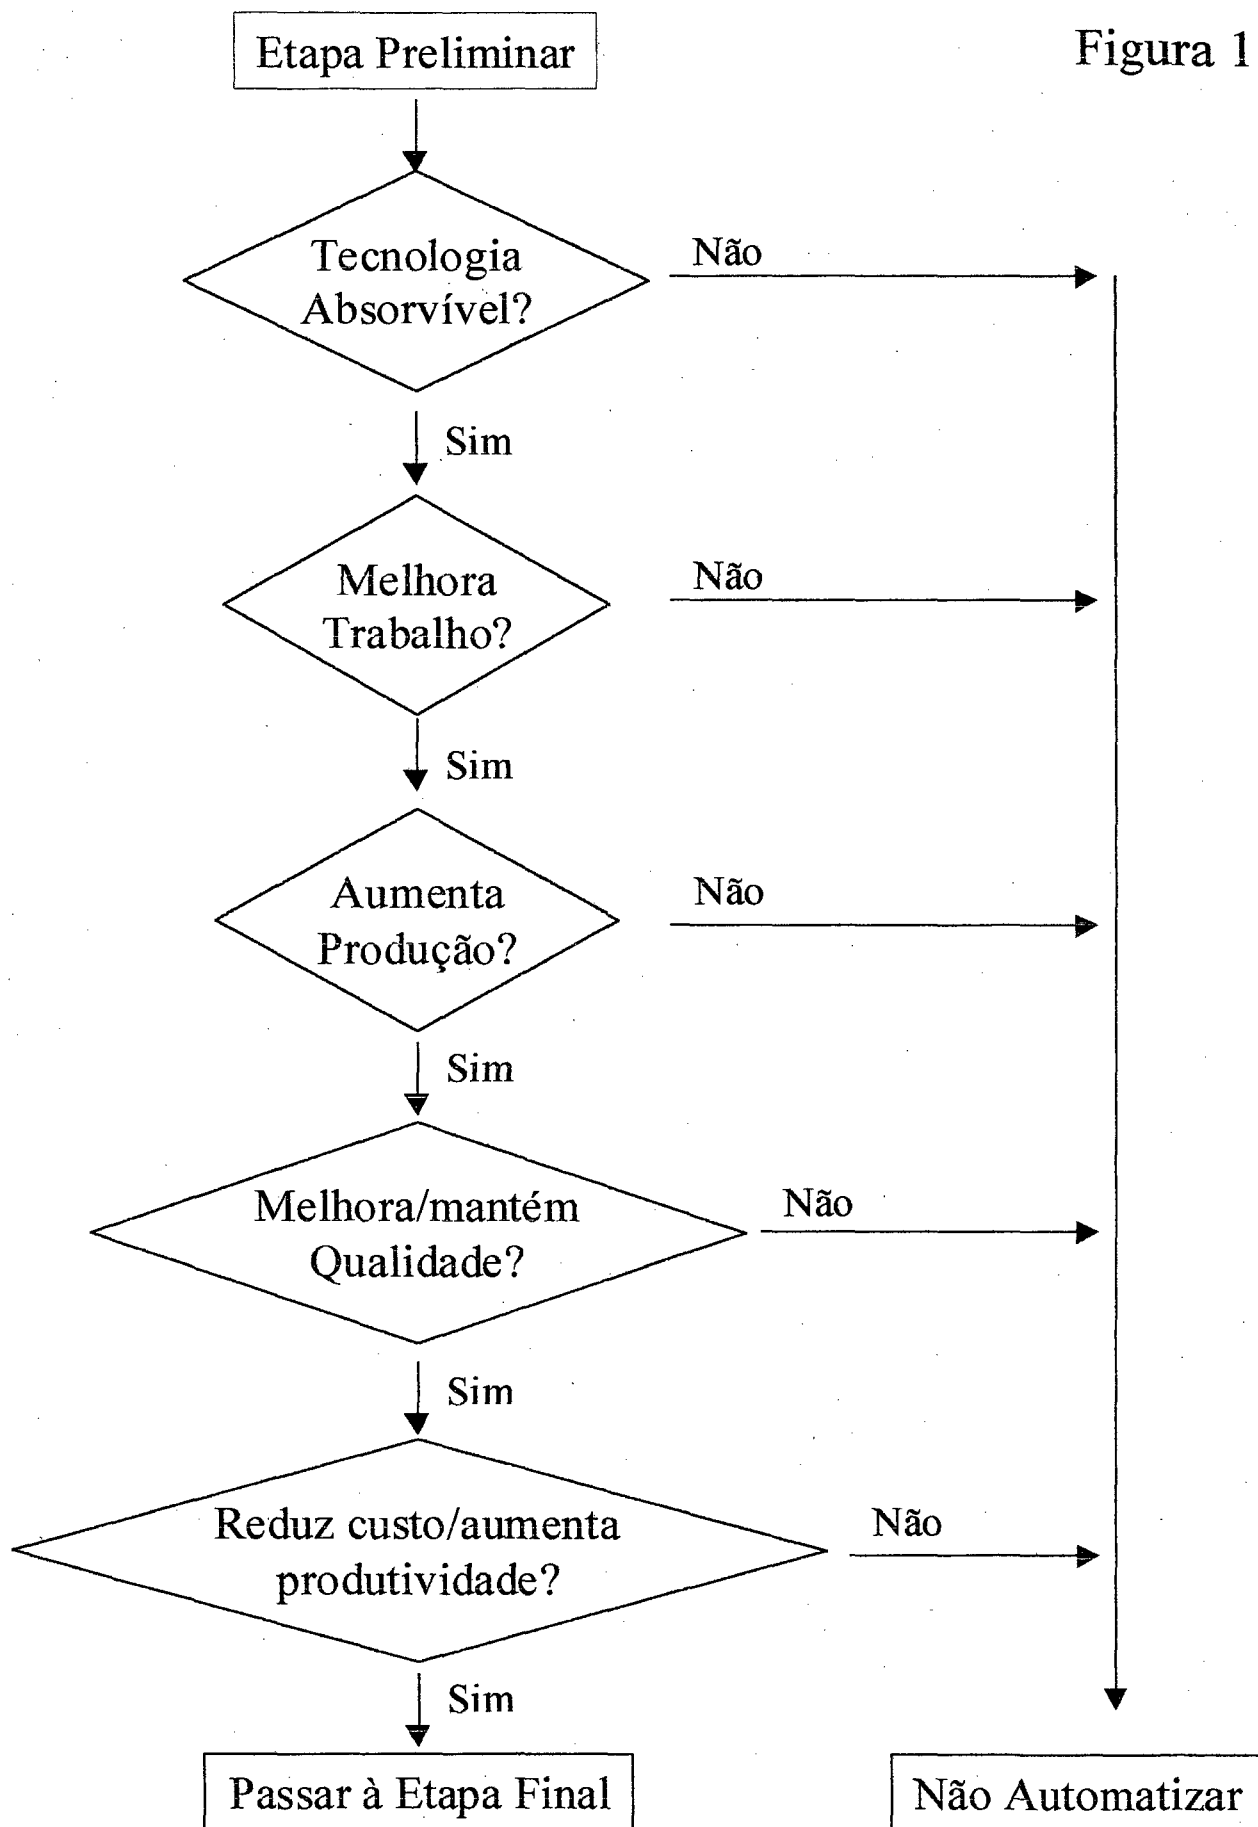 Etapa Preliminar
Figura 1
Tecnologia
Absorvível?
Não
Sim
Melhora
Trabalho?
Não
Sim
Aumenta
Produção?
Não
Sim
Melhora/mantém
Qualidade?
Não
Sim
Reduz custo/aumenta
produtividade?
Não
Sim
Passar à Etapa Final
Não Automatizar